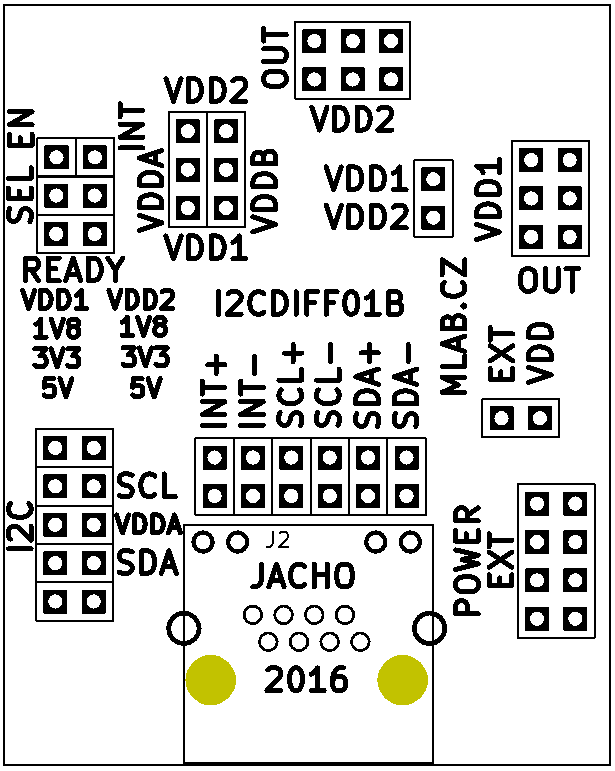 OUT
VDD2
VDD2
INT
SEL EN
VDDA
VDDB
VDD1
READY
VDD1
VDD2
VDD1
OUT
VDD1 VDD2
1V8 1V8
3V3 3V3
5V 5V
I2CDIFF01B
MLAB.CZ
EXT
VDD
INT+
INT-
SCL+
SCL-
SDA+
SDA-
I2C
SCL
VDDA
SDA
J2
JACHO
2016
POWER
EXT